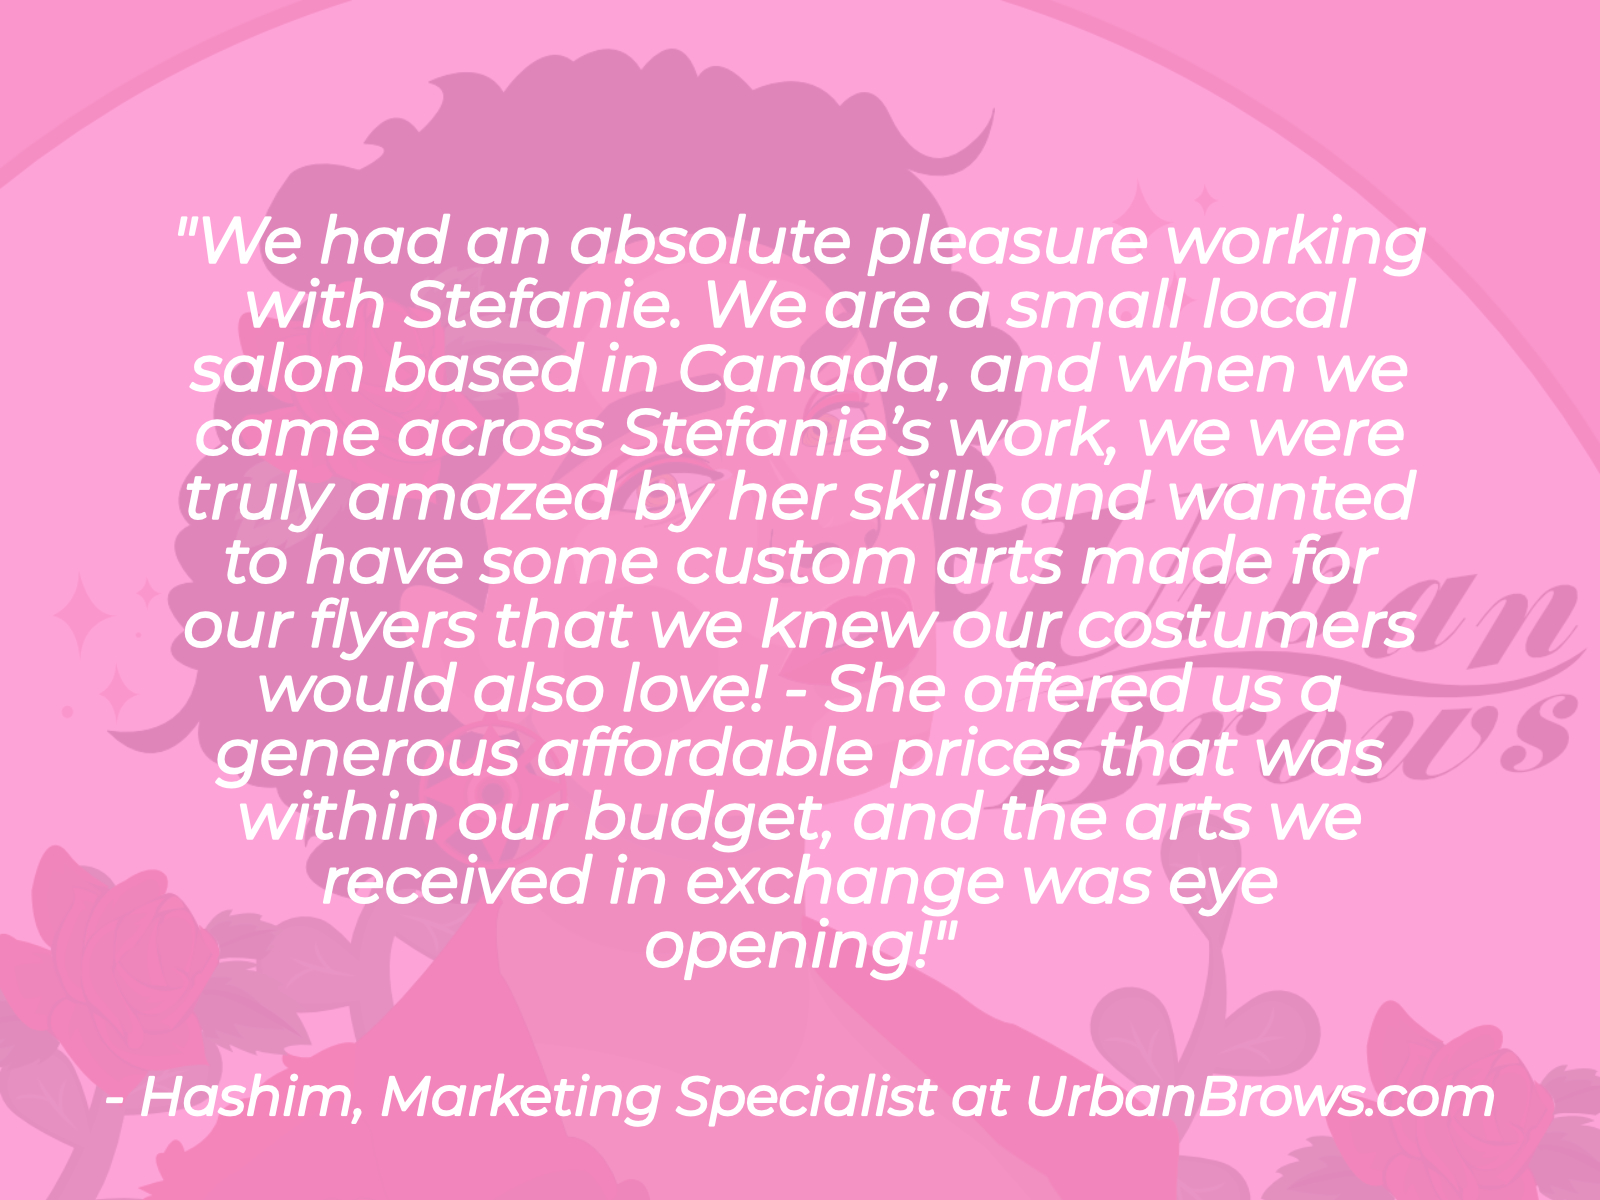 "We had an absolute pleasure working
with Stefanie. We are a small local
salon based in Canada, and when we
came across Stefanie’s work, we were
truly amazed by her skills and wanted
to have some custom arts made for
our flyers that we knew our costumers
would also love! - She offered us a
generous affordable prices that was
within our budget, and the arts we
received in exchange was eye
opening!"
- Hashim, Marketing Specialist at UrbanBrows.com
Urban
Brows